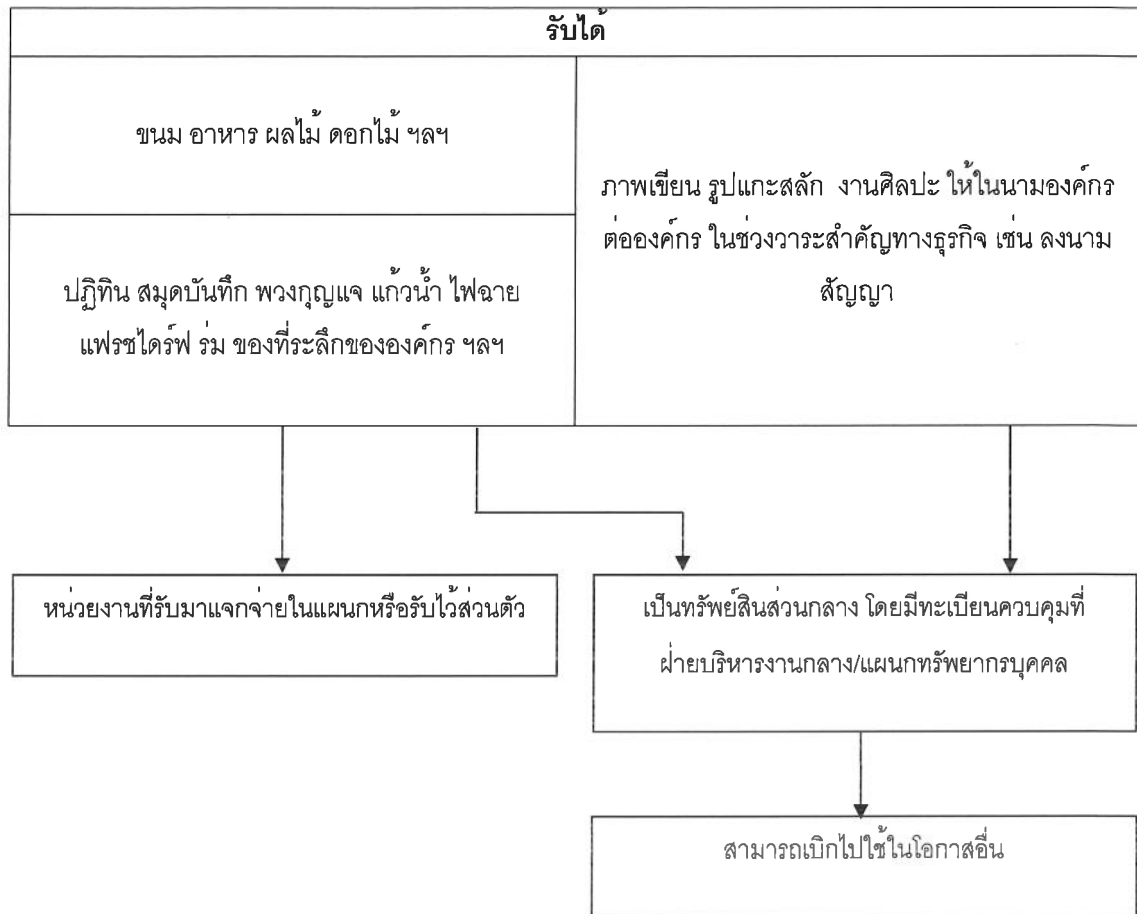 รับได้
ขนม อาหาร ผลไม้ ดอกไม้ ฯลฯ
ปฏิทิน สมุดบันทึก พวงกุญแจ แก้วน้ำ ไฟฉาย
แฟรชไดร์ฟ ร่ม ของที่ระลึกขององค์กร ฯลฯ
ภาพเขียน รูปแกะสลัก งานศิลปะ ให้ในนามองค์กร
ต่อองค์กร ในช่วงวาระสำคัญทางธุรกิจ เช่น ลงนาม
สัญญา
หน่วยงานที่รับมาแจกจ่ายในแผนกหรือรับไว้ส่วนตัว
เป็นทรัพย์สินส่วนกลาง โดยมีทะเบียนควบคุมที่
ฝ่ายบริหารงานกลาง/แผนกทรัพยากรบุคคล
สามารถเบิกไปใช้ในโอกาสอื่น